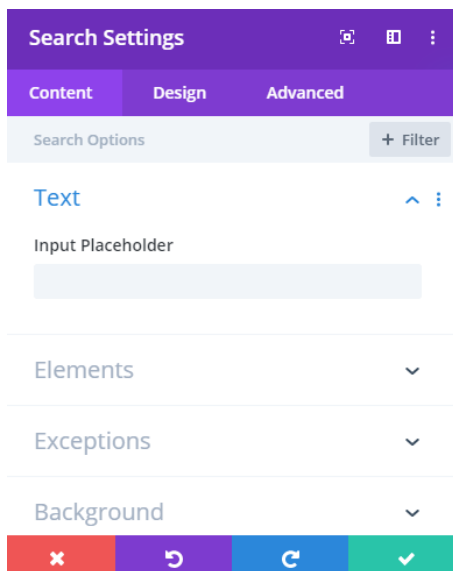 Search Settings
Content Design Advanced
Search Options + Filter
Text
Input Placeholder
Elements
Exceptions
Background